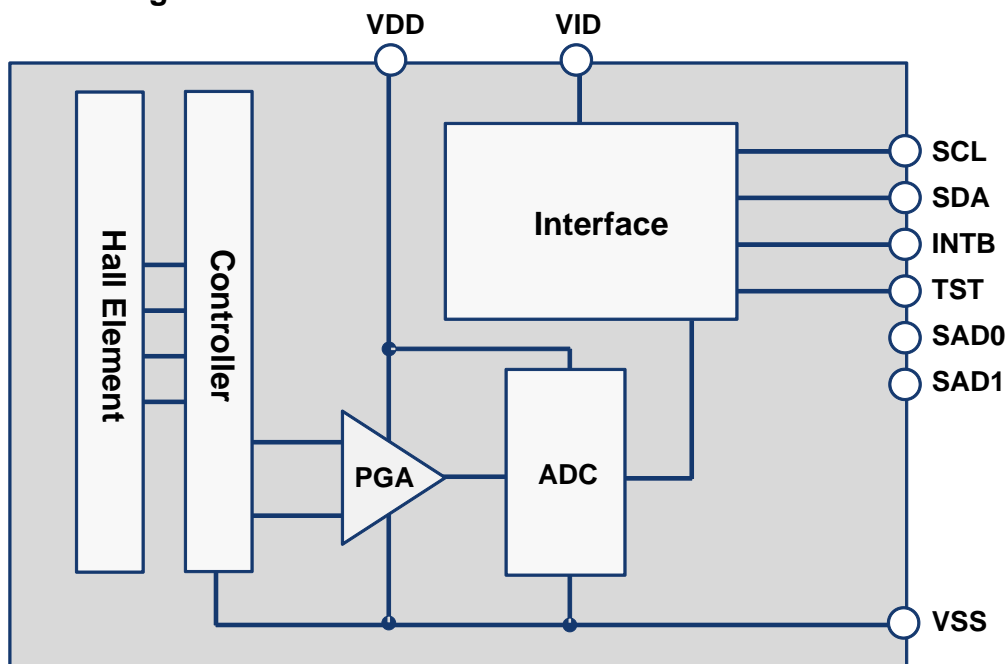 VDD
VID
SCL
SDA
INTB
TST
SAD0
SAD1
VSS
Interface
Hall Element
Controller
PGA
ADC